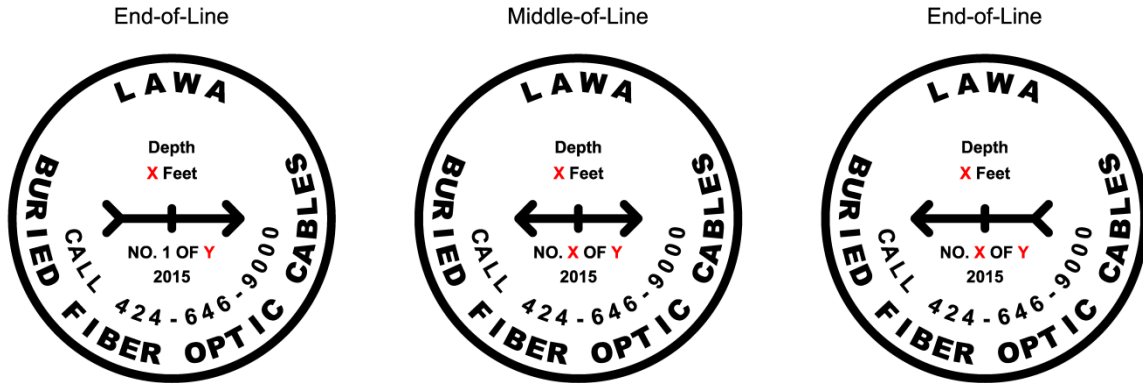 End-of-Line
LAWA
Depth
X Feet
NO. 1 OF Y
2015
CALL 424-646-9000
BURIED FIBER OPTIC CABLES
Middle-of-Line
LAWA
Depth
X Feet
NO. X OF Y
2015
CALL 424-646-9000
BURIED FIBER OPTIC CABLES
End-of-Line
LAWA
Depth
X Feet
NO. X OF Y
2015
CALL 424-646-9000
BURIED FIBER OPTIC CABLES